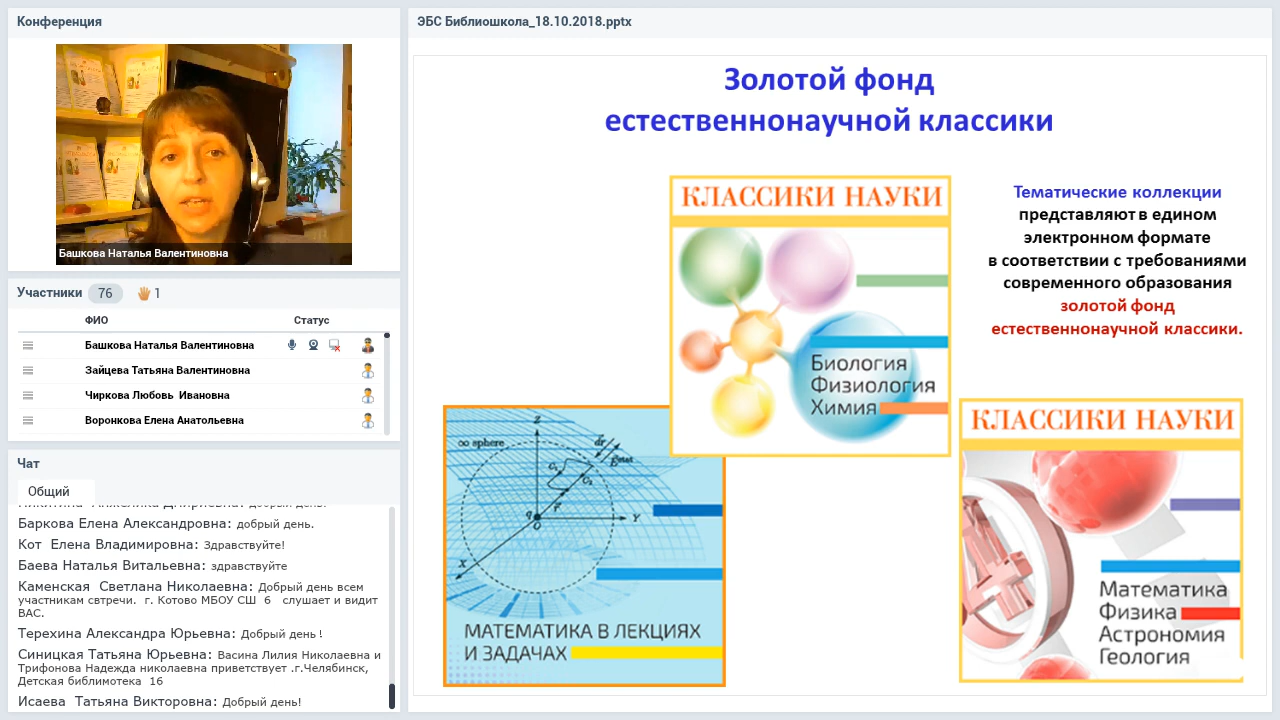 Конференция
Башкова Наталья Валентиновна
Участники 76 1
ФИО Статус
Башкова Наталья Валентиновна
Зайцева Татьяна Валентиновна
Чиркова Любовь Ивановна
Воронкова Елена Анатольевна
Чат
Общий
Баркова Елена Александровна: добрый день.
Кот Елена Владимировна: Здравствуйте!
Баева Наталья Витальевна: здравствуйте
Каменская Светлана Николаевна: Добрый день всем
участникам свтречи. г. Котово МБОУ СШ 6 слушает и видит
ВАС.
Терехина Александра Юрьевна: Добрый день !
Синицкая Татьяна Юрьевна: Васина Лилия Николаевна и
Трифонова Надежда николаевна приветствует .г.Челябинск,
Детская библимотека 16
Исаева Татьяна Викторовна: Добрый день!
ЭБС Библиошкола_18.10.2018.pptx
Золотой фонд
естественнонаучной классики
КЛАССИКИ НАУКИ
Биология
Физиология
Химия
Тематические коллекции
представляют в едином
электронном формате
в соответствии с требованиями
современного образования
золотой фонд
естественнонаучной классики.
∞ sphere
Z
Y
X
q
O
C₁
C₂
МАТЕМАТИКА В ЛЕКЦИЯХ
И ЗАДАЧАХ
КЛАССИКИ НАУКИ
Математика
Физика
Астрономия
Геология